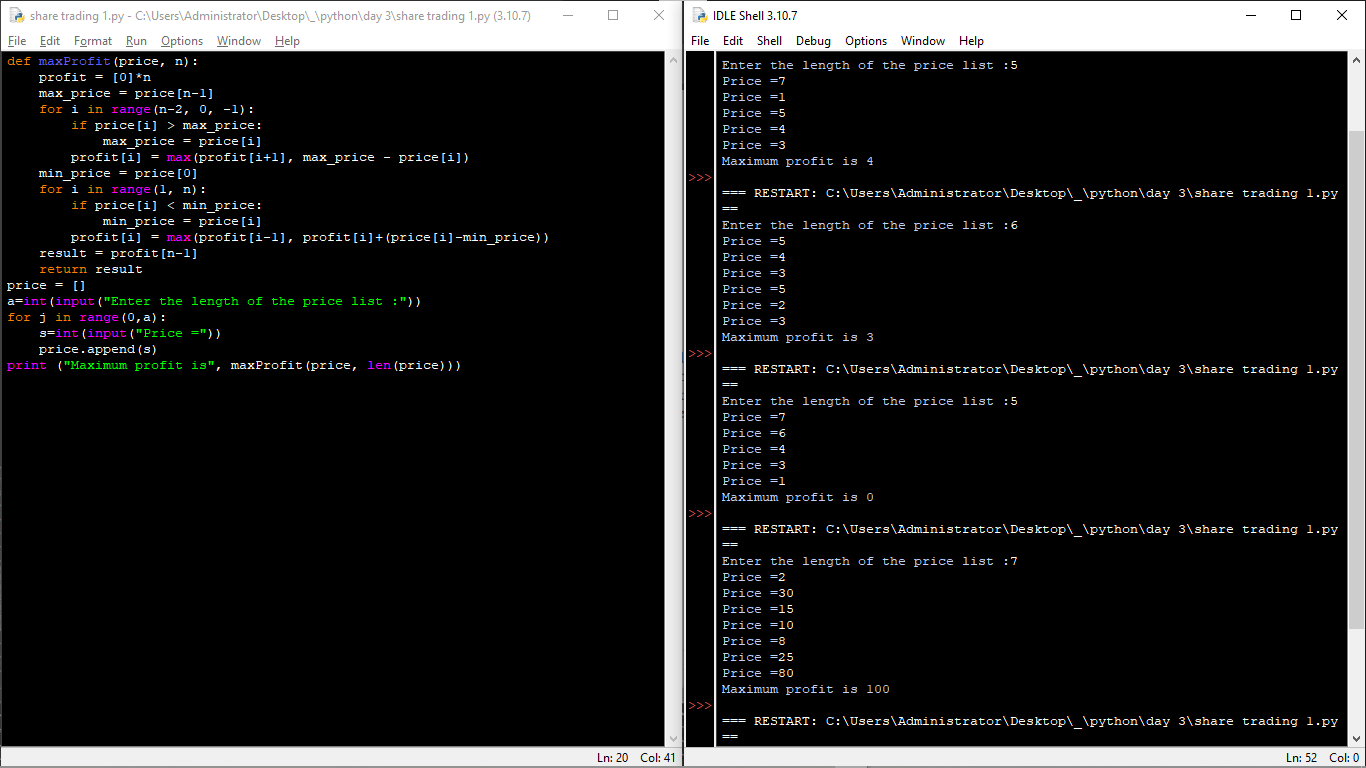 share trading 1.py - C:\Users\Administrator\Desktop\_\python\day 3\share trading 1.py (3.10.7)
File Edit Format Run Options Window Help
def maxProfit(price, n):
    profit = [0]*n
    max_price = price[n-1]
    for i in range(n-2, 0, -1):
        if price[i] > max_price:
            max_price = price[i]
        profit[i] = max(profit[i+1], max_price - price[i])
    min_price = price[0]
    for i in range(1, n):
        if price[i] < min_price:
            min_price = price[i]
        profit[i] = max(profit[i-1], profit[i]+(price[i]-min_price))
    result = profit[n-1]
    return result
price = []
a=int(input("Enter the length of the price list :"))
for j in range(0,a):
    s=int(input("Price ="))
    price.append(s)
print ("Maximum profit is", maxProfit(price, len(price)))
Ln: 20 Col: 41
IDLE Shell 3.10.7
File Edit Shell Debug Options Window Help
Enter the length of the price list :5
Price =7
Price =1
Price =5
Price =4
Price =3
Maximum profit is 4
>>>
=== RESTART: C:\Users\Administrator\Desktop\_\python\day 3\share trading 1.py
==
Enter the length of the price list :6
Price =5
Price =4
Price =3
Price =5
Price =2
Price =3
Maximum profit is 3
>>>
=== RESTART: C:\Users\Administrator\Desktop\_\python\day 3\share trading 1.py
==
Enter the length of the price list :5
Price =7
Price =6
Price =4
Price =3
Price =1
Maximum profit is 0
>>>
=== RESTART: C:\Users\Administrator\Desktop\_\python\day 3\share trading 1.py
==
Enter the length of the price list :7
Price =2
Price =30
Price =15
Price =10
Price =8
Price =25
Price =80
Maximum profit is 100
>>>
=== RESTART: C:\Users\Administrator\Desktop\_\python\day 3\share trading 1.py
==
Ln: 52 Col: 0